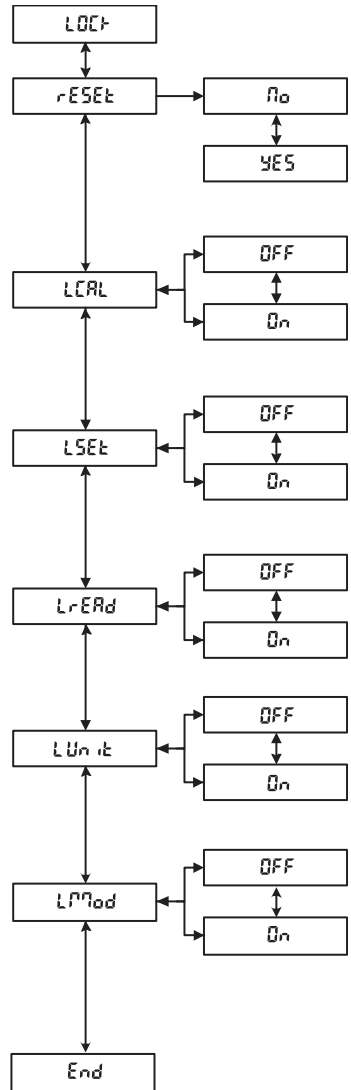 LOCK
rESEt
No
YES
LCAL
OFF
On
LSEt
OFF
On
LrEAd
OFF
On
LUnit
OFF
On
LMod
OFF
On
End